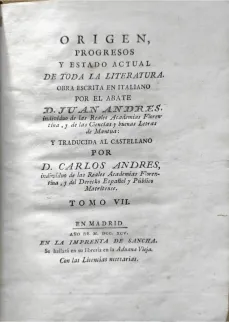 ORIGEN,
PROGRESOS
Y ESTADO ACTUAL
DE TODA LA LITERATURA.
OBRA ESCRITA EN ITALIANO
POR EL ABATE
D. JUAN ANDRES,
individuo de las Reales Academias Floren-
tina, y de las Ciencias y buenas Letras
de Mantua:
Y TRADUCIDA AL CASTELLANO
POR
D. CARLOS ANDRES,
individuo de las Reales Academias Floren-
tina, y del Derecho Español y Público
Matritense.
TOMO VII.
EN MADRID
AÑO DE M. DCC. XCV.
EN LA IMPRENTA DE SANCHA.
Se hallará en su librería en la Aduana Vieja.
Con las Licencias necesarias.